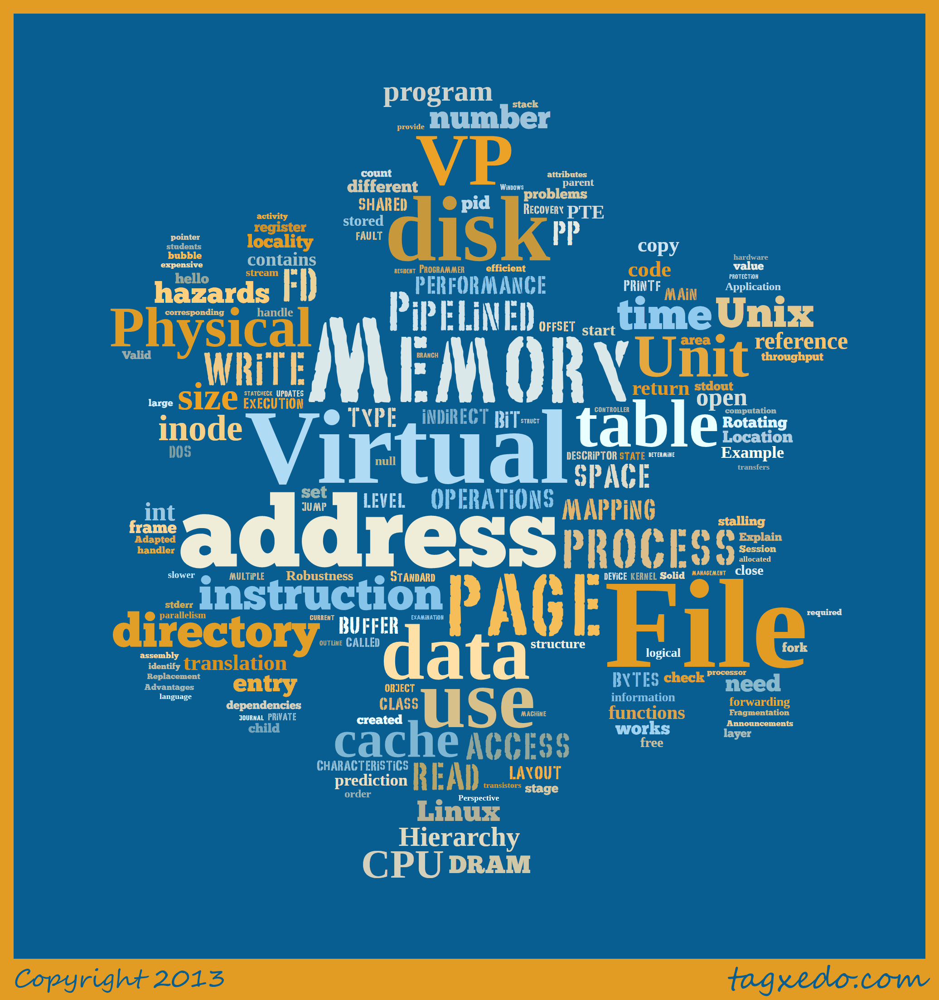 program
stack
number
provide
VP
count
attributes
parent
different
Windows
problems
SHARED
pid
Recovery PTE
stored
disk
PP
FAULT
activity
register
pointer
locality
students
bubble
expensive
contains
stream
FD
hello
hazards
copy
hardware
value
code
PROTECTION
Application
RESIDENT
Programmer
efficient
PERFORMANCE
PRINTF
MAIN
Pipelined
OFFSET
start
time
Unix
corresponding
handle
Physical
Valid
WRITE
Memory
BRANCH
area
Unit
reference
throughput
return
stdout
open
size
STATCHECK
UPDATES
large
EXECUTION
inode
DOS
TYPE
INDIRECT
BIT
STRUCT
CONTROLLER
table
computation
Rotating
Location
Example
transfers
Virtual
null
DESCRIPTOR
STATE
DETERMINE
SPACE
set
JUMP
LEVEL
OPERATIONS
MAPPING
int
frame
Adapted
handler
address
PROCESS
stalling
Explain
Session
allocated
close
slower
MULTIPLE
Robustness
Standard
DEVICE
KERNEL
Solid
MANAGEMENT
instruction
PAGE
File
required
stderr
parallelism
directory
CURRENT
BUFFER
EXAMINATION
OUTLINE
CALLED
data
structure
logical
fork
assembly
identify
translation
Replacement
Advantages
language
entry
dependencies
JOURNAL
PRIVATE
child
OBJECT
CLASS
use
MACHINE
created
BYTES
check
processor
need
information
functions
works
free
forwarding
Fragmentation
Announcements
layer
cache
ACCESS
CHARACTERISTICS
READ
LAYOUT
prediction
transistors
stage
order
Perspective
Linux
Hierarchy
CPU
DRAM
Copyright 2013
tagxedo.com